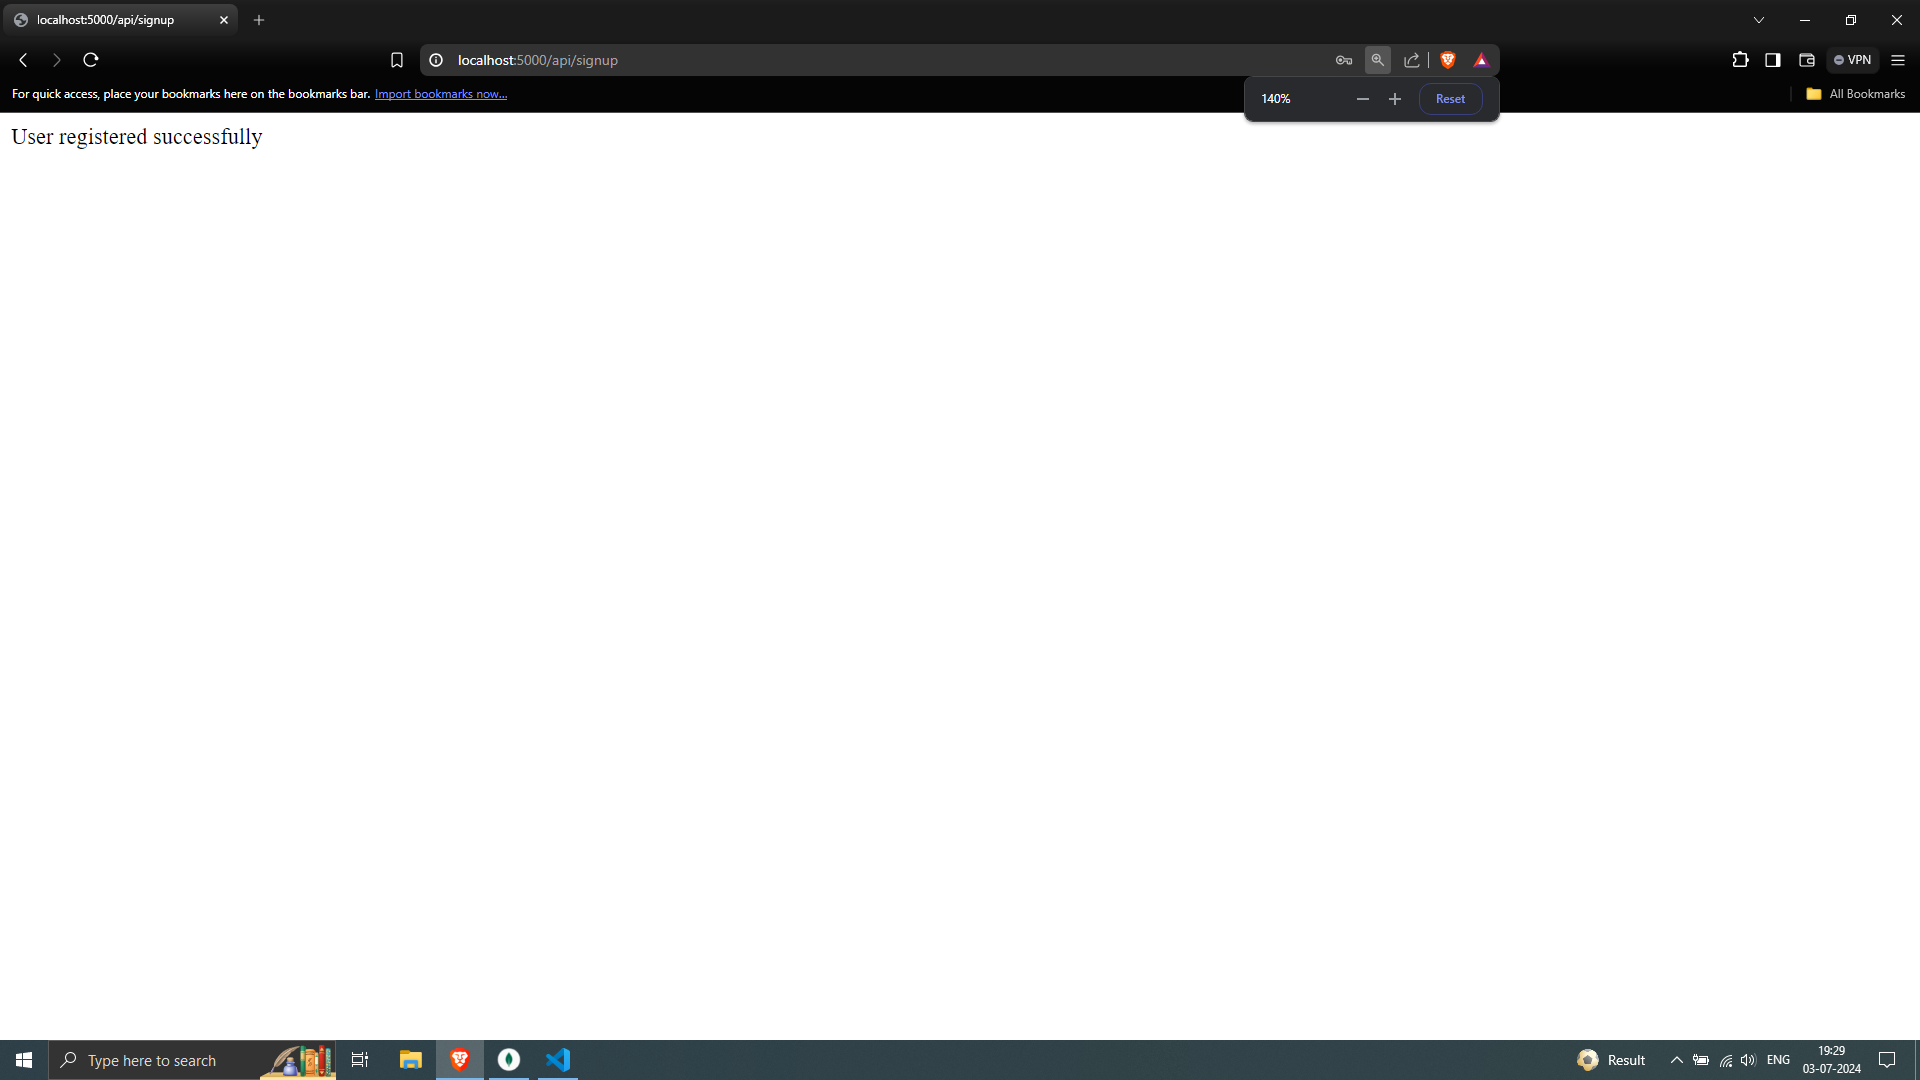 localhost:5000/api/signup
localhost:5000/api/signup
VPN
For quick access, place your bookmarks here on the bookmarks bar. Import bookmarks now...
All Bookmarks
140%
Reset
User registered successfully
Type here to search
Result
ENG
19:29
03-07-2024